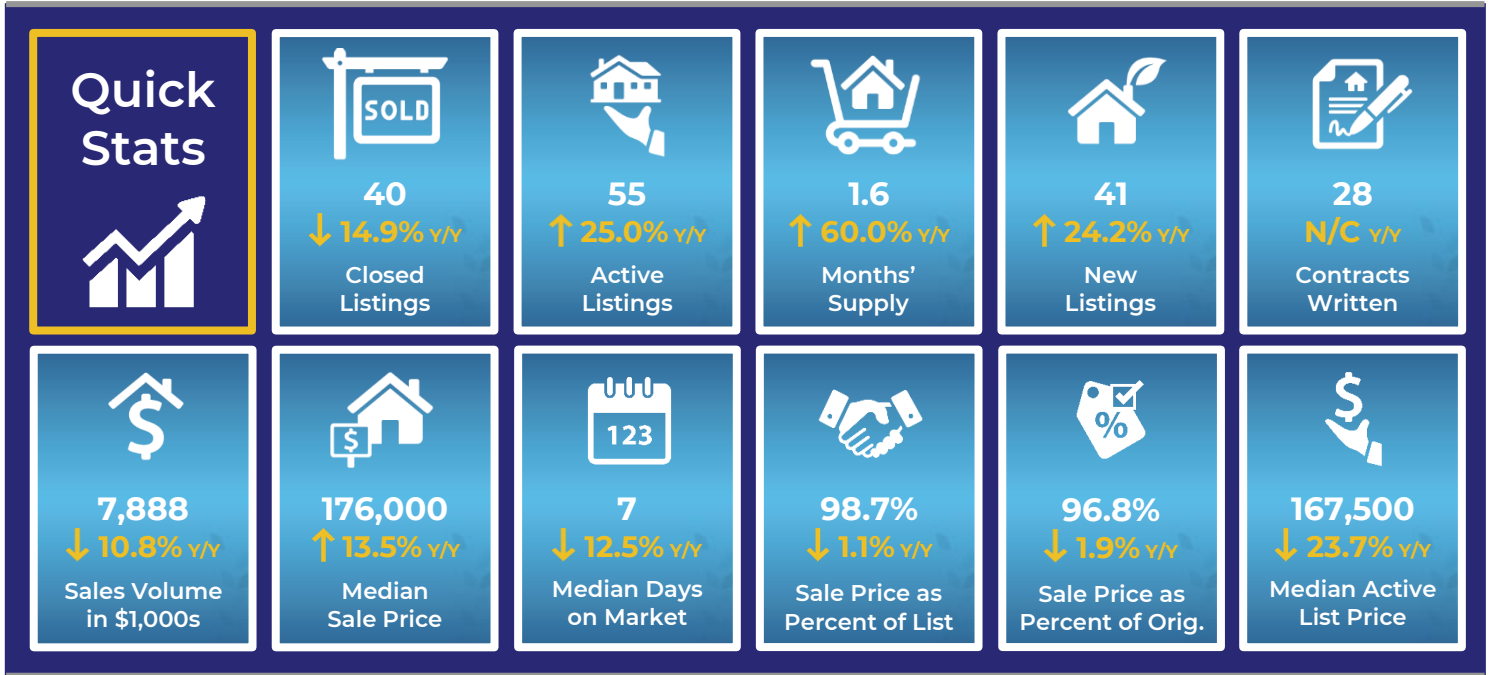 Quick
Stats
SOLD
40
↓ 14.9% Y/Y
Closed
Listings
55
↑ 25.0% Y/Y
Active
Listings
1.6
↑ 60.0% Y/Y
Months’
Supply
41
↑ 24.2% Y/Y
New
Listings
28
N/C Y/Y
Contracts
Written
$
7,888
↓ 10.8% Y/Y
Sales Volume
in $1,000s
$
176,000
↑ 13.5% Y/Y
Median
Sale Price
123
7
↓ 12.5% Y/Y
Median Days
on Market
98.7%
↓ 1.1% Y/Y
Sale Price as
Percent of List
%
96.8%
↓ 1.9% Y/Y
Sale Price as
Percent of Orig.
$
167,500
↓ 23.7% Y/Y
Median Active
List Price